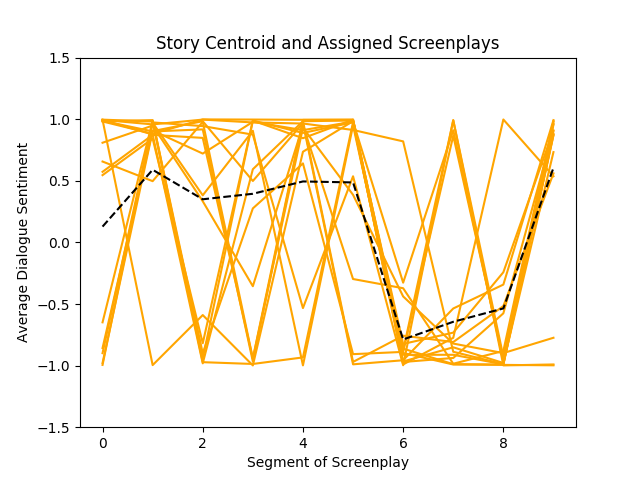 Story Centroid and Assigned Screenplays
1.5
1.0
0.5
0.0
−0.5
−1.0
−1.5
Average Dialogue Sentiment
0 2 4 6 8
Segment of Screenplay